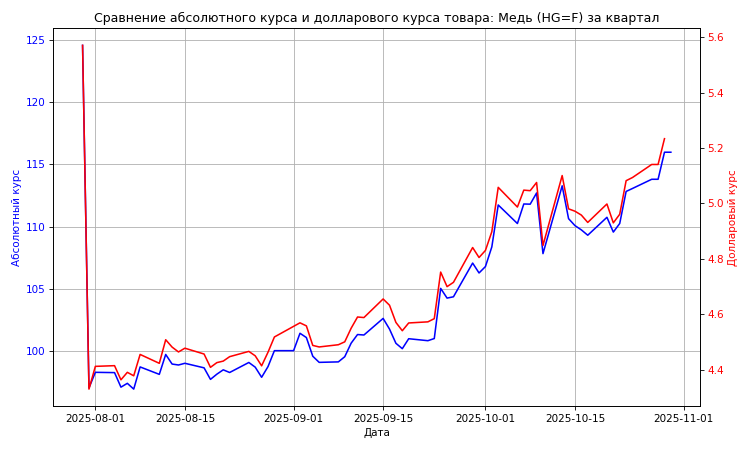 Сравнение абсолютного курса и долларового курса товара: Медь (HG=F) за квартал
125
120
115
110
105
100
Абсолютный курс
5.6
5.4
5.2
5.0
4.8
4.6
4.4
Долларовый курс
2025-08-01 2025-08-15 2025-09-01 2025-09-15 2025-10-01 2025-10-15 2025-11-01
Дата